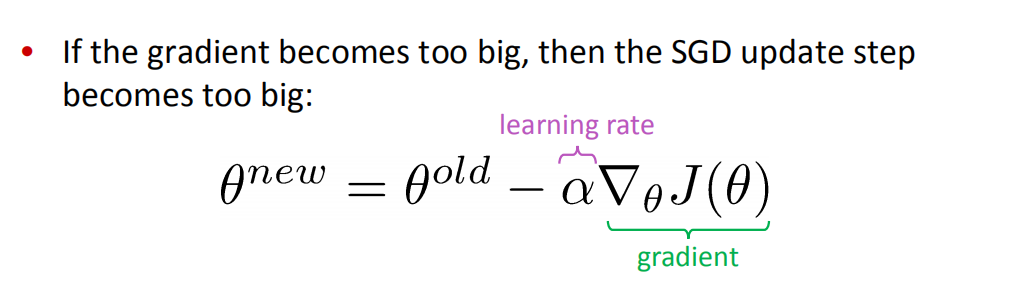 • If the gradient becomes too big, then the SGD update step
becomes too big:
learning rate
θ^{new} = θ^{old} − α∇_θ J(θ)
gradient